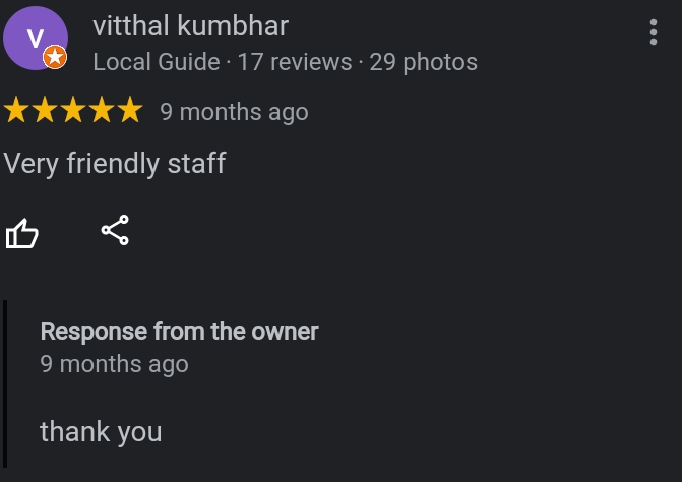 V
vitthal kumbhar
Local Guide · 17 reviews · 29 photos
9 months ago
Very friendly staff
Response from the owner
9 months ago
thank you